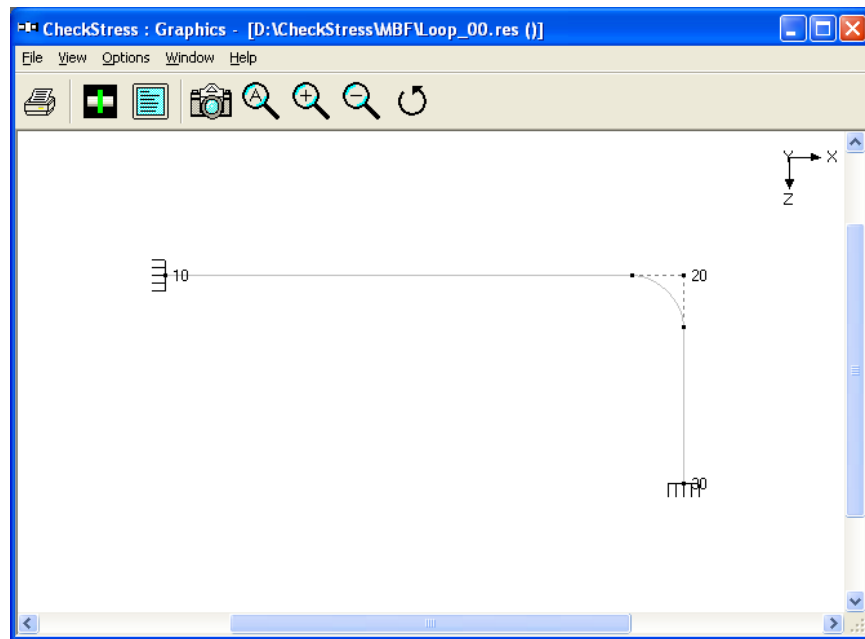 CheckStress : Graphics - [D:\CheckStress\MBF\Loop_00.res ()]
File View Options Window Help
A
Y X
Z
10
20
30